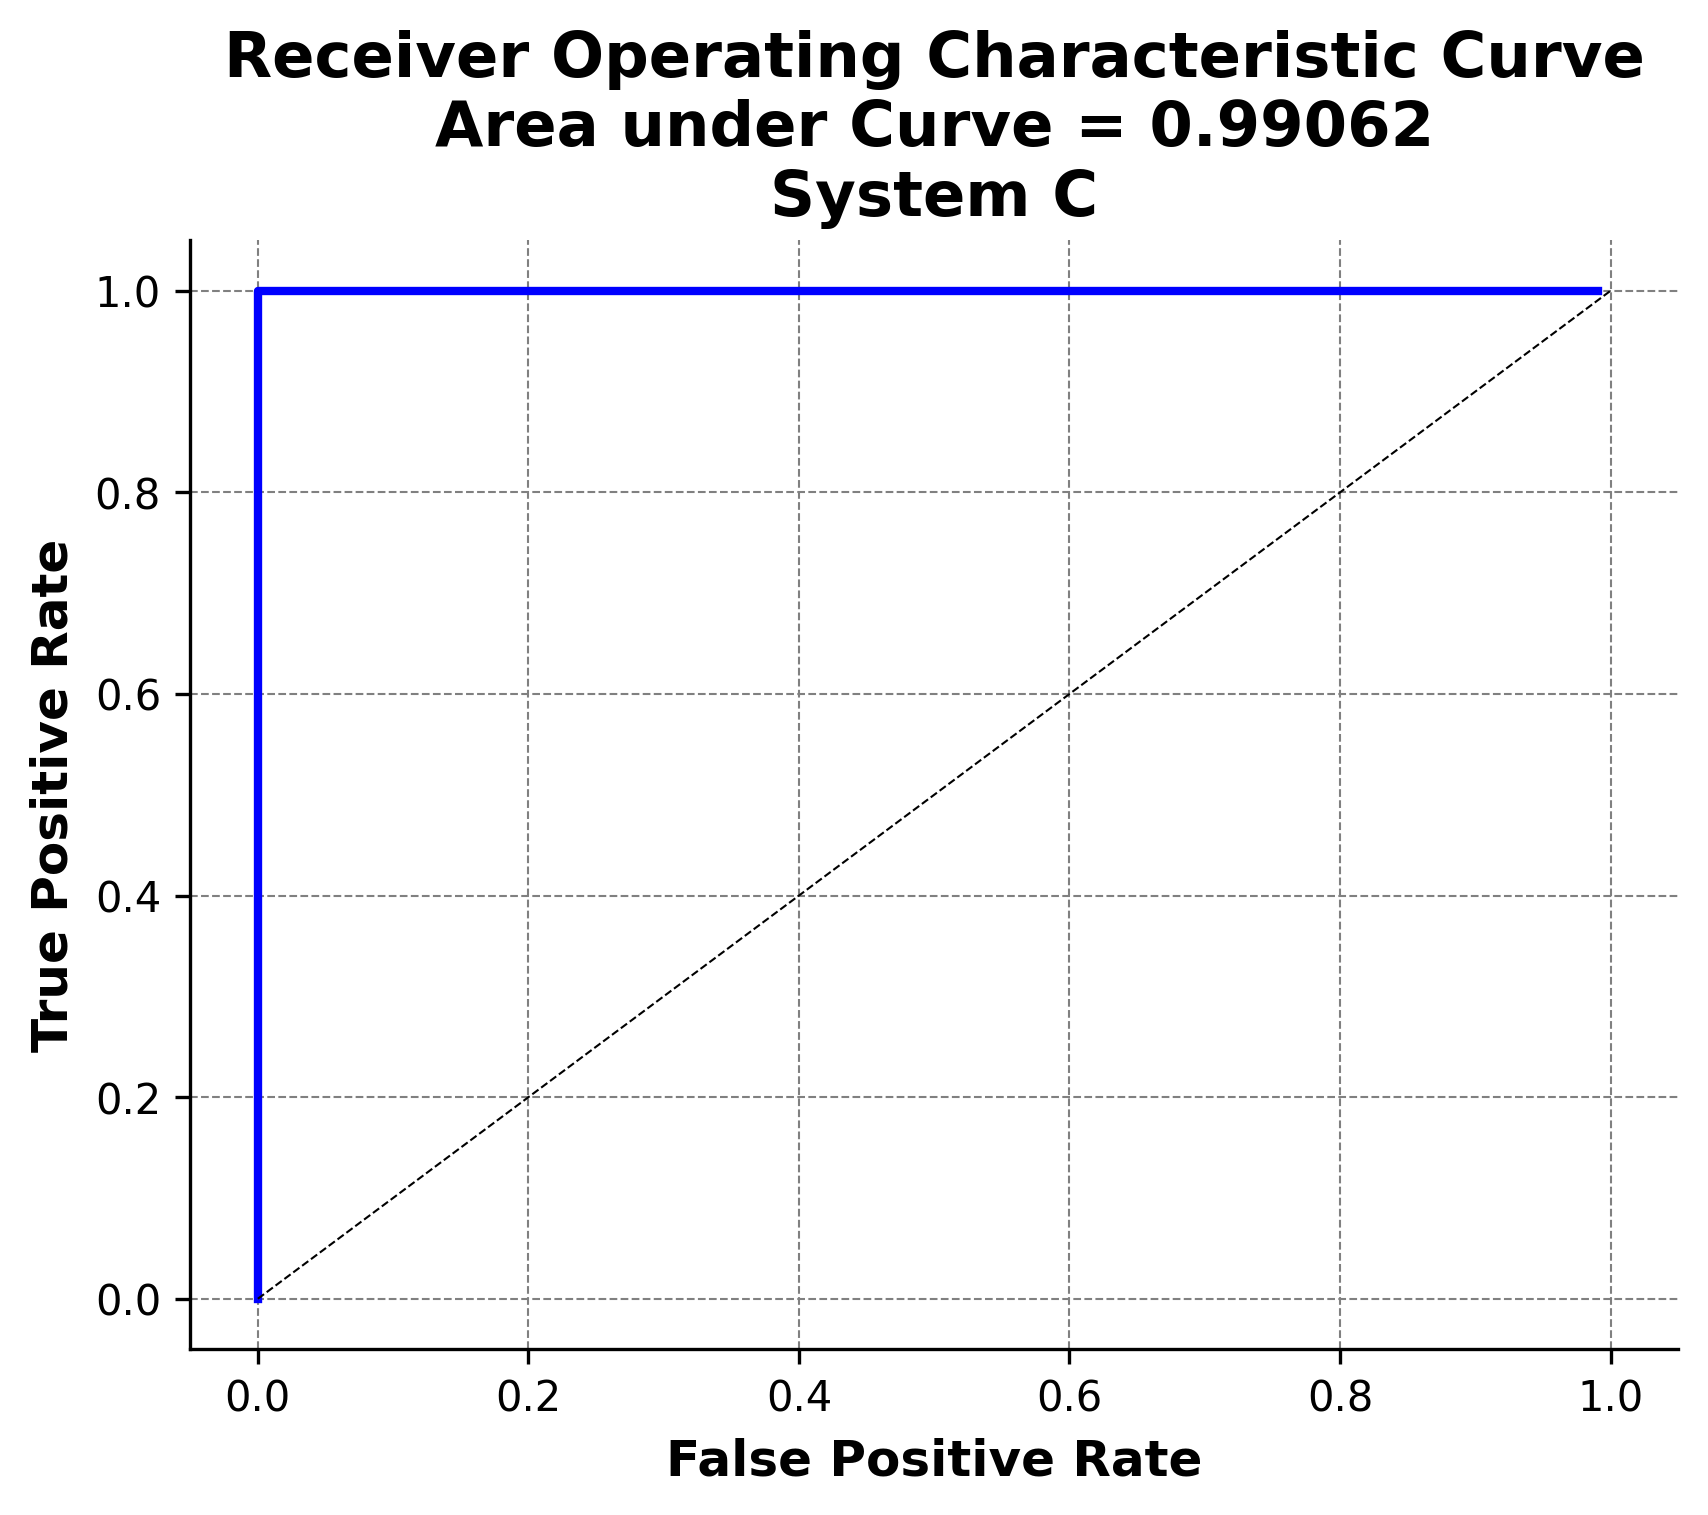 Receiver Operating Characteristic Curve
Area under Curve = 0.99062
System C
1.0
0.8
0.6
0.4
0.2
0.0
True Positive Rate
0.0 0.2 0.4 0.6 0.8 1.0
False Positive Rate